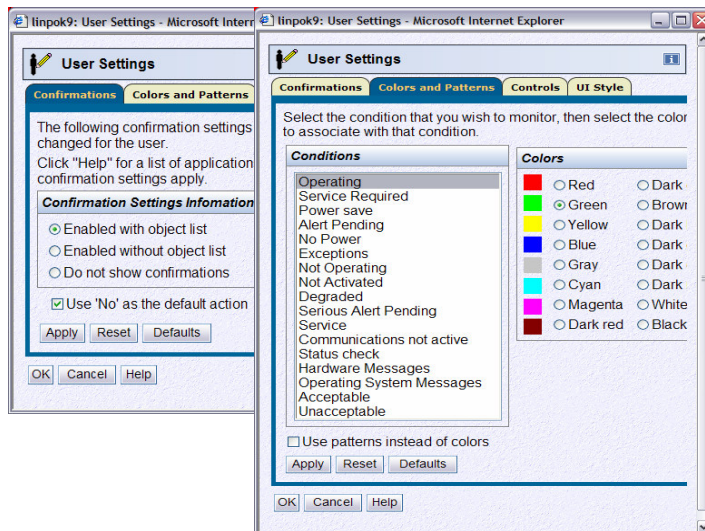 linpok9: User Settings - Microsoft Intern
User Settings
Confirmations Colors and Patterns
The following confirmation settings
changed for the user.
Click "Help" for a list of application
confirmation settings apply.
Confirmation Settings Infomation
Enabled with object list
Enabled without object list
Do not show confirmations
Use 'No' as the default action
Apply Reset Defaults
OK Cancel Help
linpok9: User Settings - Microsoft Internet Explorer
User Settings
Confirmations Colors and Patterns Controls UI Style
Select the condition that you wish to monitor, then select the color
to associate with that condition.
Conditions
Operating
Service Required
Power save
Alert Pending
No Power
Exceptions
Not Operating
Not Activated
Degraded
Serious Alert Pending
Service
Communications not active
Status check
Hardware Messages
Operating System Messages
Acceptable
Unacceptable
Colors
Red Dark
Green Brown
Yellow Dark
Blue Dark
Gray Dark
Cyan Dark
Magenta White
Dark red Black
Use patterns instead of colors
Apply Reset Defaults
OK Cancel Help